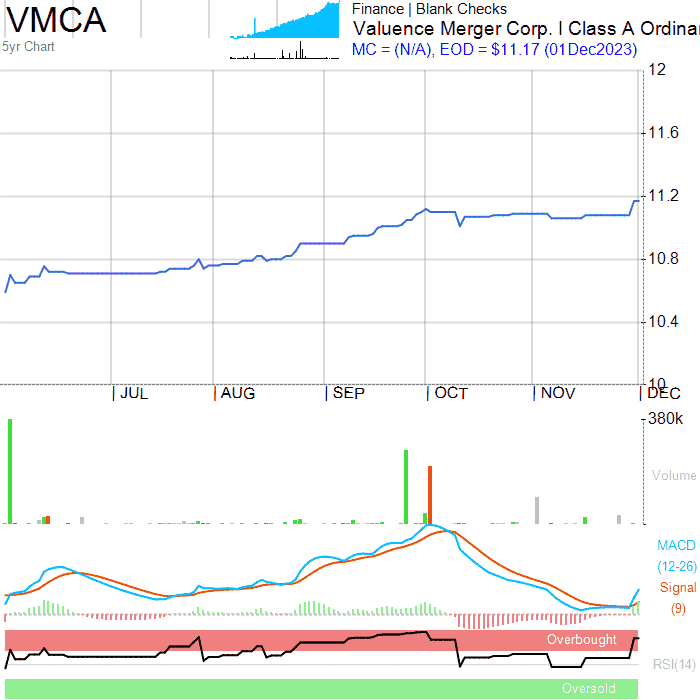 VMCA
5yr Chart
Finance | Blank Checks
Valuence Merger Corp. I Class A Ordinar
MC = (N/A), EOD = $11.17 (01Dec2023)
12
11.6
11.2
10.8
10.4
10
JUL AUG SEP OCT NOV DEC
380k
Volume
MACD
(12-26)
Signal
(9)
Overbought
RSI(14)
Oversold